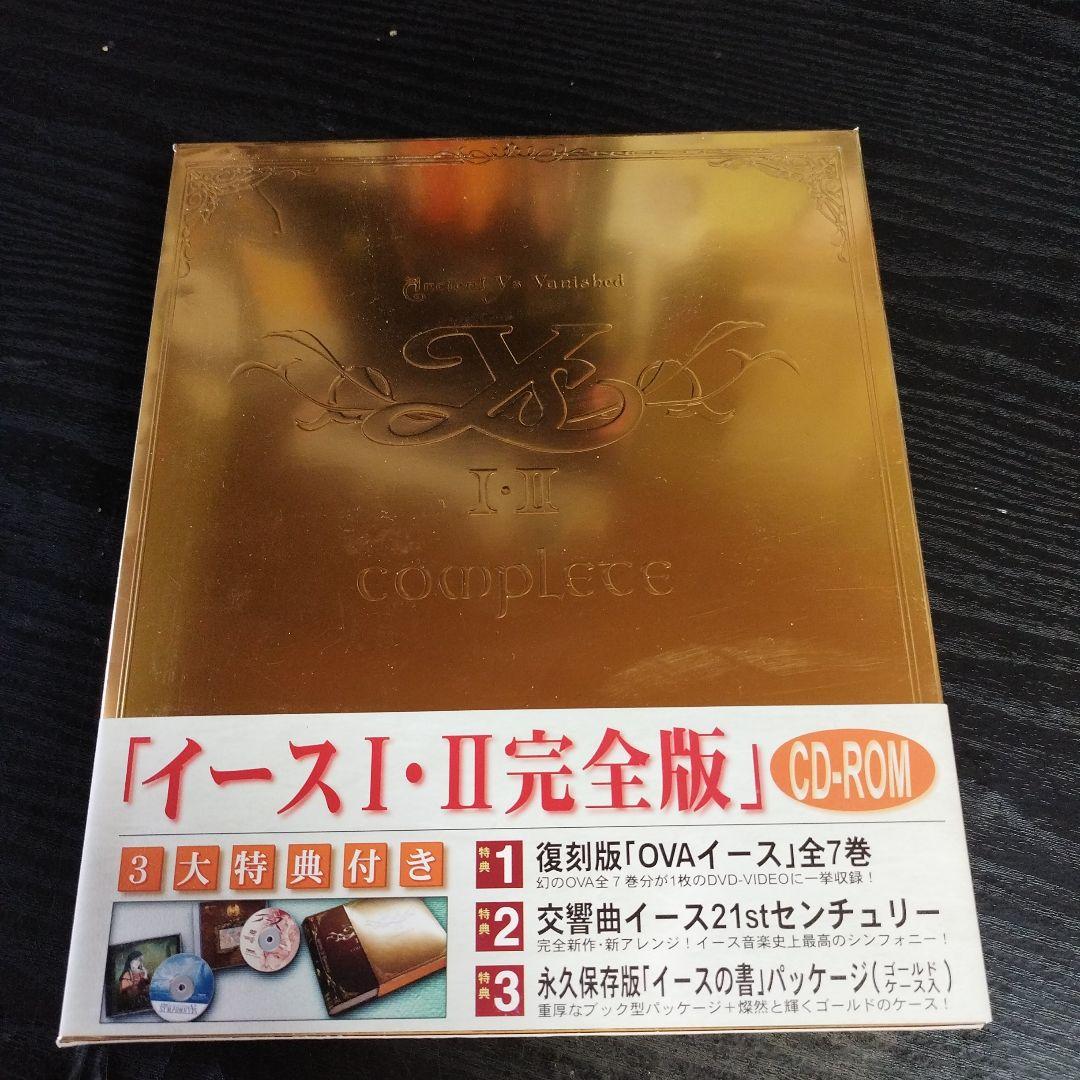 Ancient Ys Vanished
Ys
I・II
COMPLETE
「イースI・II完全版」
CD-ROM
3大特典付き
特典1 復刻版「OVAイース」全7巻
幻のOVA全7巻分が1枚のDVD-VIDEOに一挙収録!
特典2 交響曲イース21stセンチュリー
完全新作・新アレンジ!イース音楽史上最高のシンフォニー!
特典3 永久保存版「イースの書」パッケージ(ゴールドケース入)
重厚なブック型パッケージ+燦然と輝くゴールドのケース!